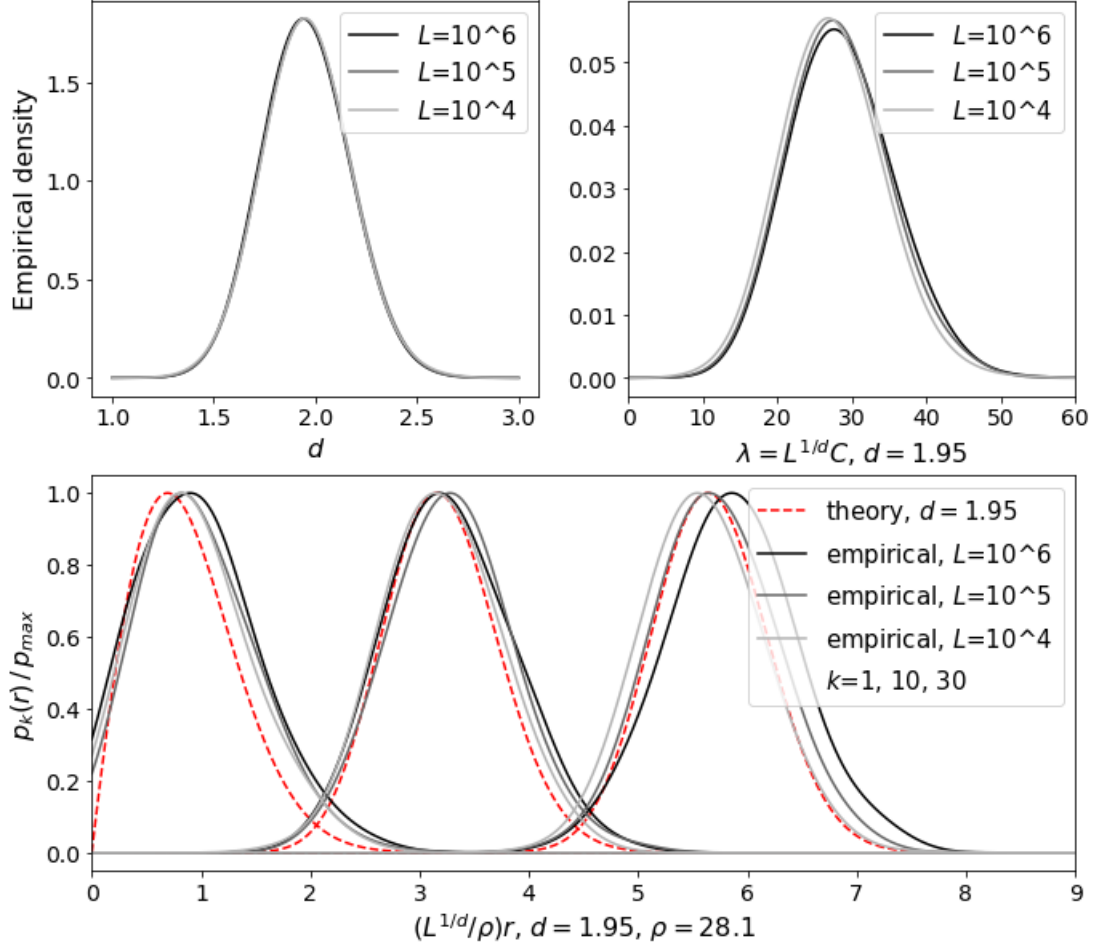 Empirical density
1.5
1.0
0.5
0.0
1.0 1.5 2.0 2.5 3.0
d
L=10^6
L=10^5
L=10^4
0.05
0.04
0.03
0.02
0.01
0.00
0 10 20 30 40 50 60
λ = L^{1/d}C, d = 1.95
L=10^6
L=10^5
L=10^4
p_k(r) / p_{max}
1.0
0.8
0.6
0.4
0.2
0.0
0 1 2 3 4 5 6 7 8 9
(L^{1/d}/ρ)r, d = 1.95, ρ = 28.1
theory, d = 1.95
empirical, L=10^6
empirical, L=10^5
empirical, L=10^4
k=1, 10, 30